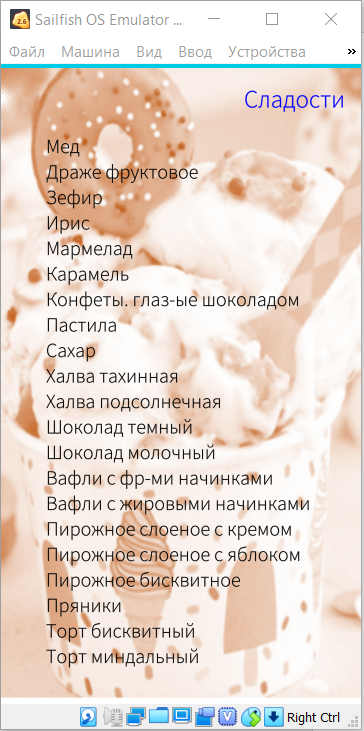 Sailfish OS Emulator ...
Файл Машина Вид Ввод Устройства »
Сладости
Мед
Драже фруктовое
Зефир
Ирис
Мармелад
Карамель
Конфеты. глаз-ые шоколадом
Пастила
Сахар
Халва тахинная
Халва подсолнечная
Шоколад темный
Шоколад молочный
Вафли с фр-ми начинками
Вафли с жировыми начинками
Пирожное слоеное с кремом
Пирожное слоеное с яблоком
Пирожное бисквитное
Пряники
Торт бисквитный
Торт миндальный
Right Ctrl